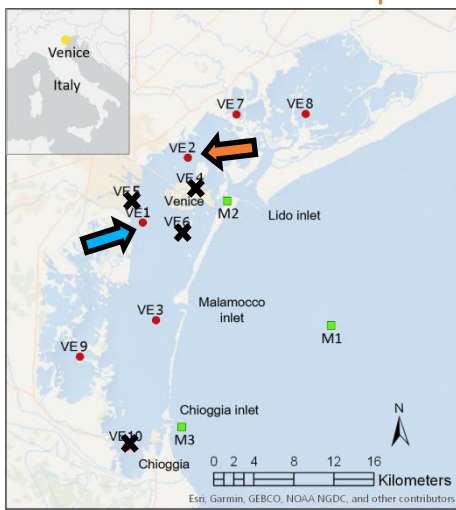 Venice
Italy
VE7
VE8
VE2
VE4
VE5
Venice
M2
Lido inlet
VE1
VE6
Malamocco
inlet
VE3
M1
VE9
Chioggia inlet
N
M3
VE10
Chioggia
0 2 4 8 12 16
Kilometers
Esri, Garmin, GEBCO, NOAA NGDC, and other contributors